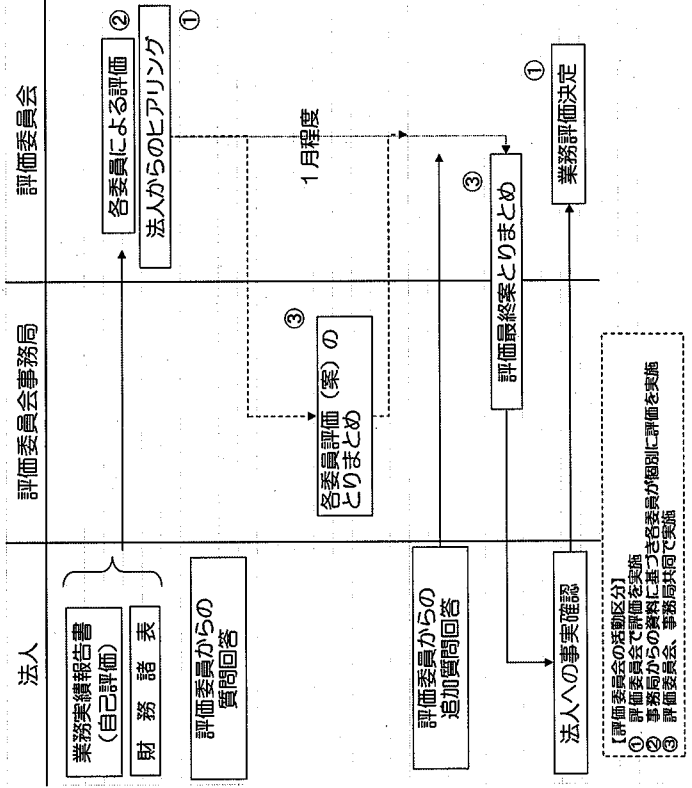 法人
評価委員会事務局
評価委員会
業務実績報告書
(自己評価)
財務諸表
②
各委員による評価
①
法人からのヒアリング
評価委員からの
質問回答
③
各委員評価(案)の
とりまとめ
1月程度
評価委員からの
追加質問回答
③
評価最終案とりまとめ
法人への事実確認
①
業務評価決定
【評価委員会の活動区分】
① 評価委員会で評価を実施
② 事務局からの資料に基づき各委員が個別に評価を実施
③ 評価委員会、事務局共同で実施